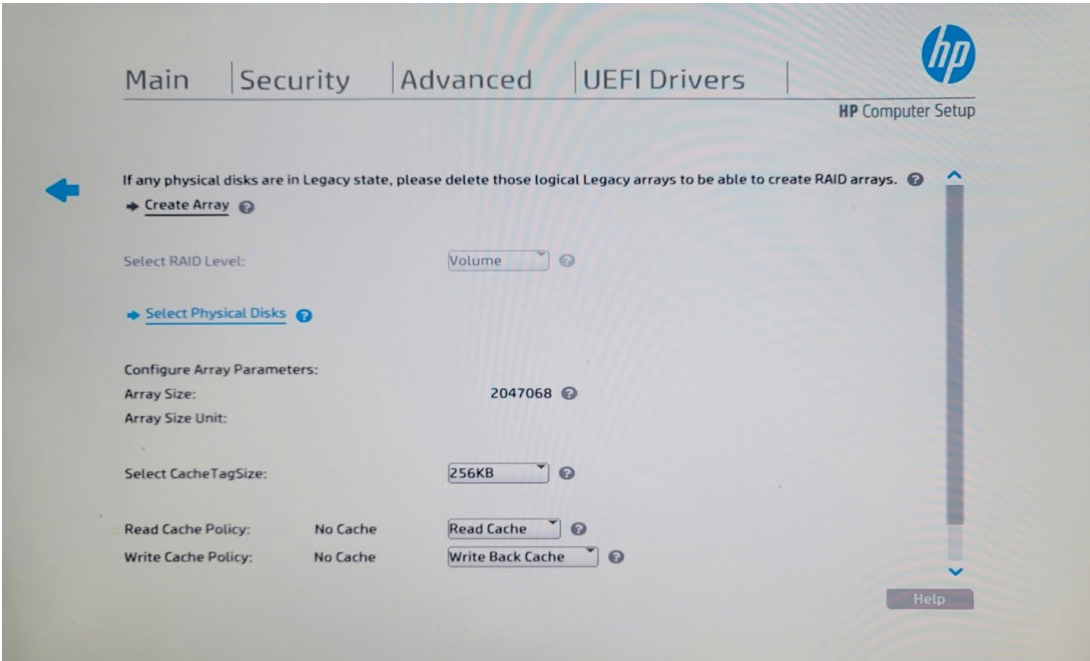 hp
Main Security Advanced UEFI Drivers
HP Computer Setup
If any physical disks are in Legacy state, please delete those logical Legacy arrays to be able to create RAID arrays. ?
Create Array ?
Select RAID Level: Volume ?
Select Physical Disks ?
Configure Array Parameters:
Array Size: 2047068 ?
Array Size Unit:
Select CacheTagSize: 256KB ?
Read Cache Policy: No Cache Read Cache ?
Write Cache Policy: No Cache Write Back Cache ?
Help